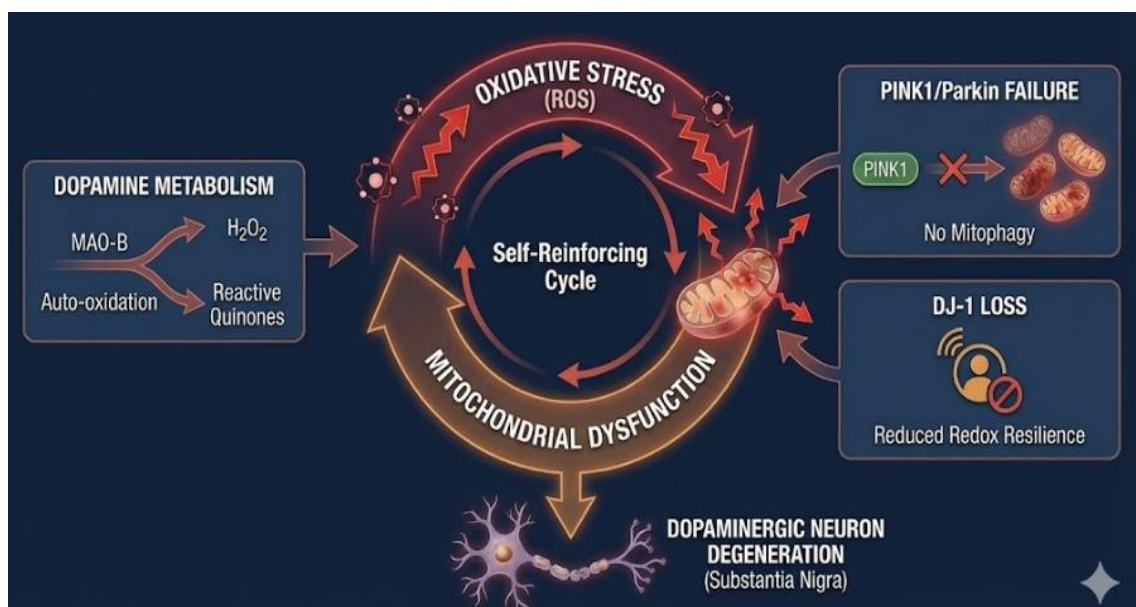 OXIDATIVE STRESS
(ROS)
DOPAMINE METABOLISM
MAO-B
H₂O₂
Auto-oxidation
Reactive
Quinones
Self-Reinforcing
Cycle
MITOCHONDRIAL DYSFUNCTION
PINK1/Parkin FAILURE
PINK1
No Mitophagy
DJ-1 LOSS
Reduced Redox Resilience
DOPAMINERGIC NEURON
DEGENERATION
(Substantia Nigra)